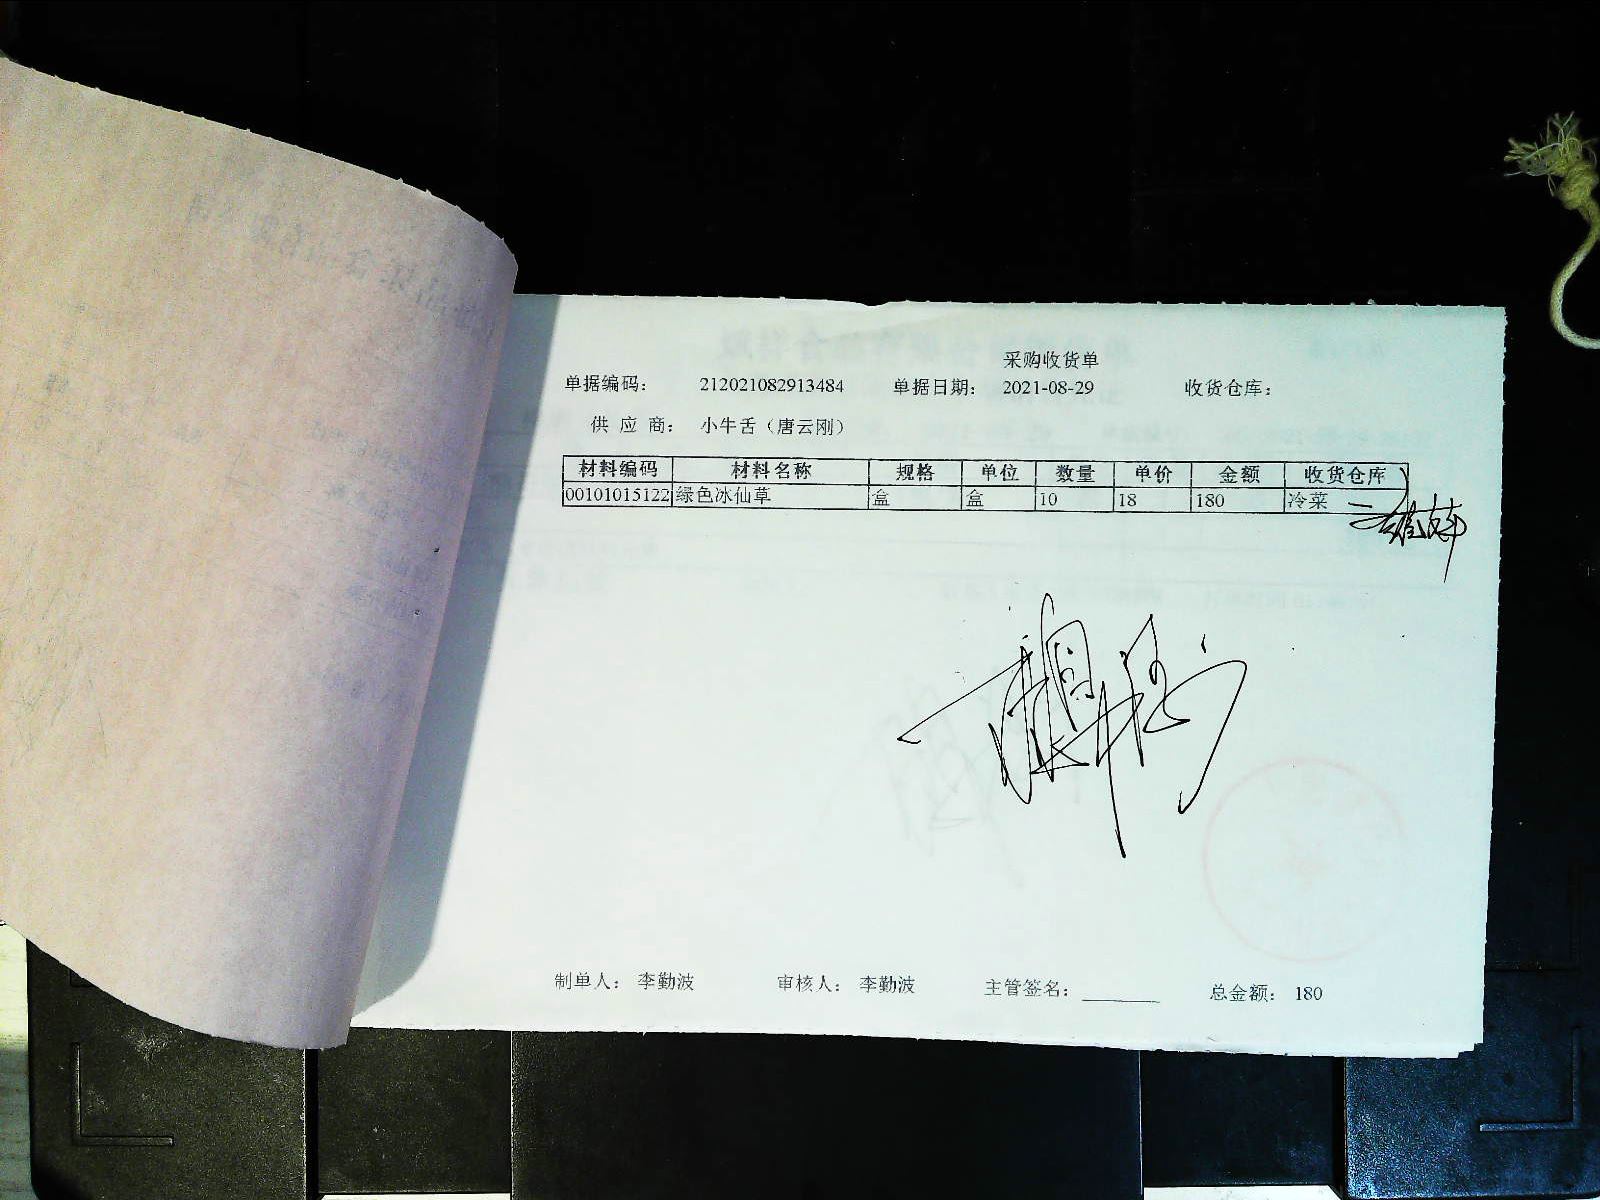 采购收货单
单据编码： 212021082913484 单据日期： 2021-08-29 收货仓库：
供 应 商： 小牛舌（唐云刚）
材料编码 材料名称 规格 单位 数量 单价 金额 收货仓库
00101015122 绿色冰仙草 盒 盒 10 18 180 冷菜
制单人： 李勤波 审核人： 李勤波 主管签名： 总金额： 180